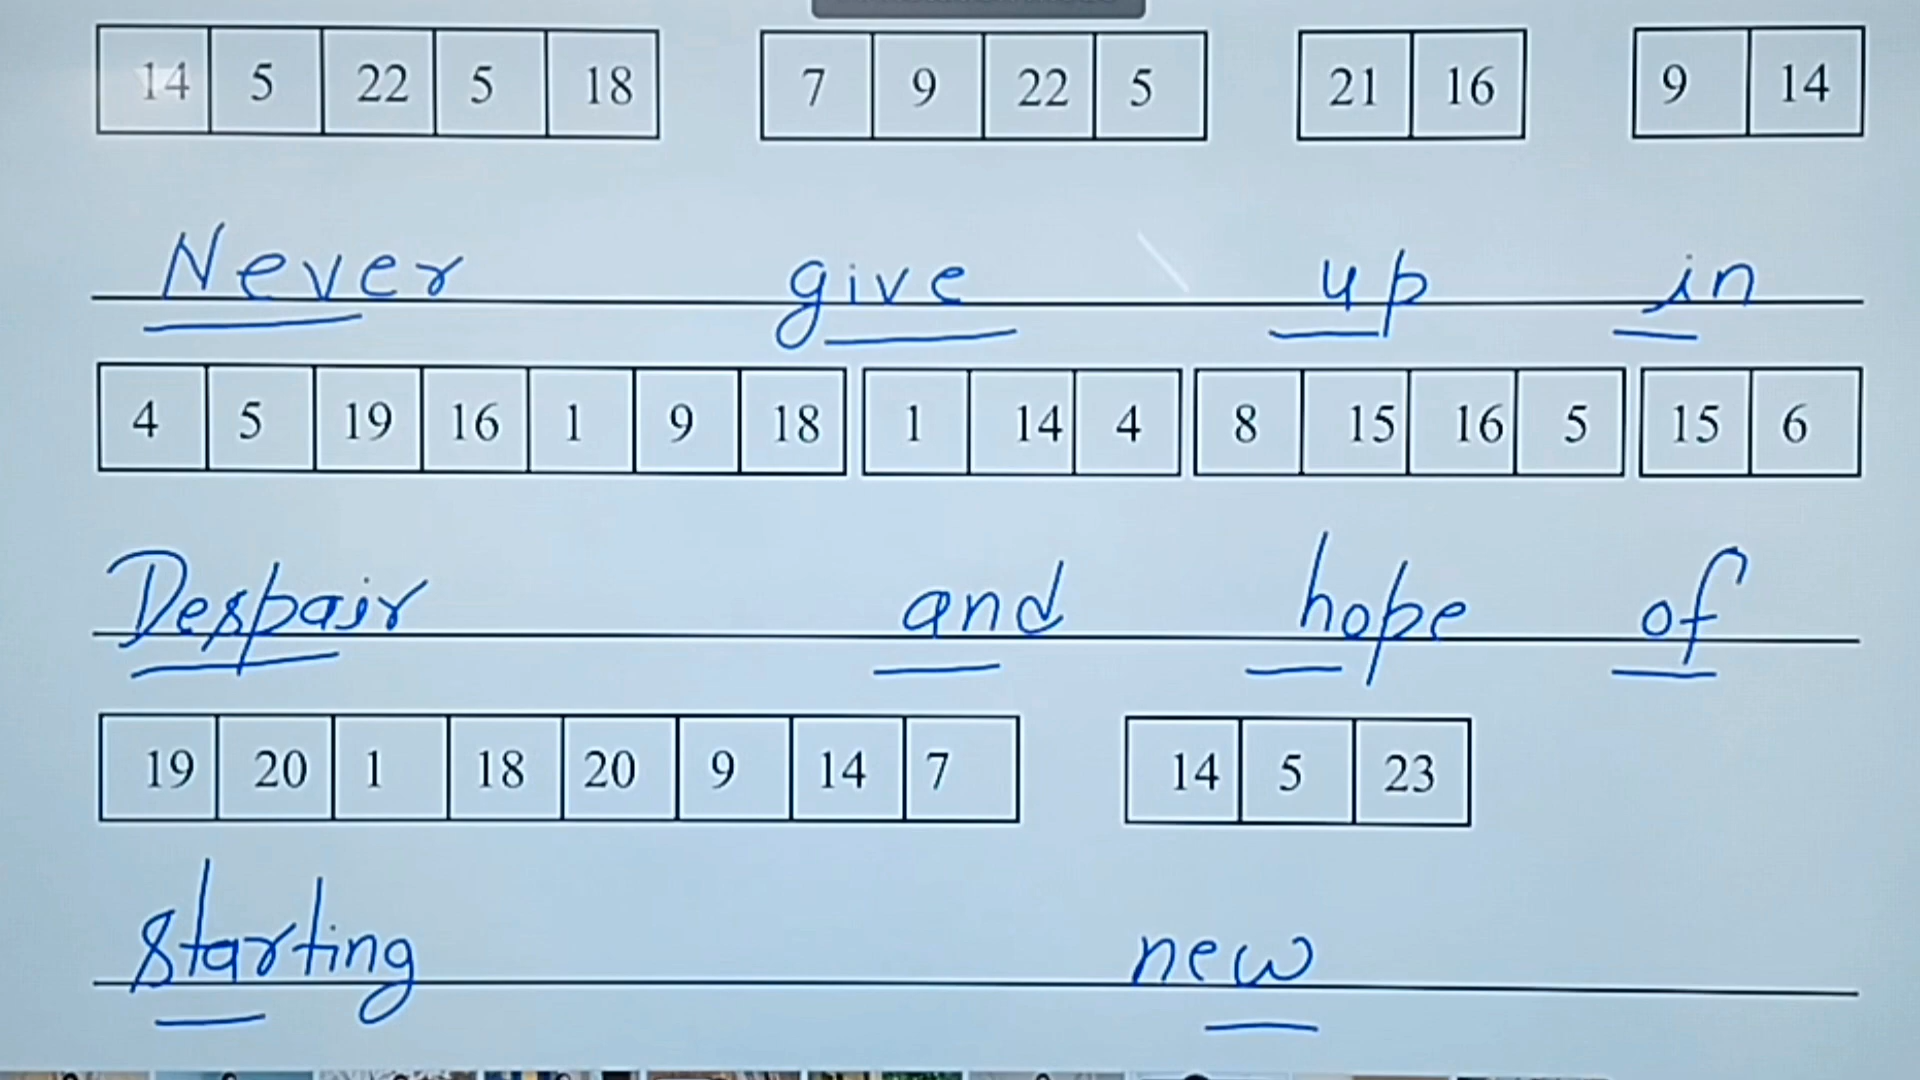 14 5 22 5 18 7 9 22 5 21 16 9 14
Never give up in
4 5 19 16 1 9 18 1 14 4 8 15 16 5 15 6
Despair and hope of
19 20 1 18 20 9 14 7 14 5 23
starting new